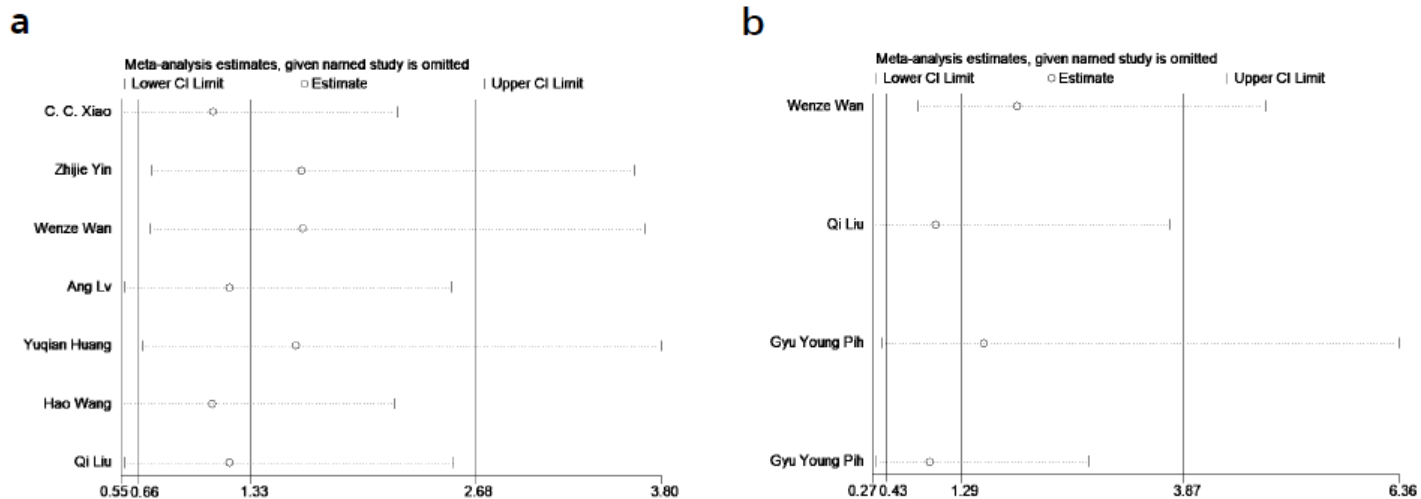 a
Meta-analysis estimates, given named study is omitted
Lower CI Limit Estimate Upper CI Limit
C. C. Xiao
Zhijie Yin
Wenze Wan
Ang Lv
Yuqian Huang
Hao Wang
Qi Liu
0.55 0.66 1.33 2.68 3.80
b
Meta-analysis estimates, given named study is omitted
Lower CI Limit Estimate Upper CI Limit
Wenze Wan
Qi Liu
Gyu Young Pih
Gyu Young Pih
0.27 0.43 1.29 3.87 6.36